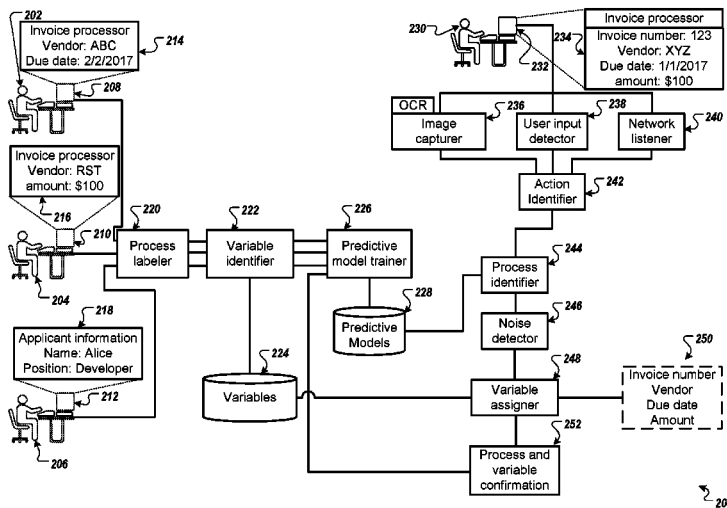 202
Invoice processor
Vendor: ABC
Due date: 2/2/2017
214
208
Invoice processor
Vendor: RST
amount: $100
216
210
204
218
Applicant information
Name: Alice
Position: Developer
212
206
220
Process
labeler
222
Variable
identifier
226
Predictive
model trainer
228
Predictive
Models
224
Variables
230
232
234
Invoice processor
Invoice number: 123
Vendor: XYZ
Due date: 1/1/2017
amount: $100
OCR
236
Image
capturer
238
User input
detector
240
Network
listener
242
Action
Identifier
244
Process
identifier
246
Noise
detector
248
Variable
assigner
250
Invoice number
Vendor
Due date
Amount
252
Process and
variable
confirmation
20